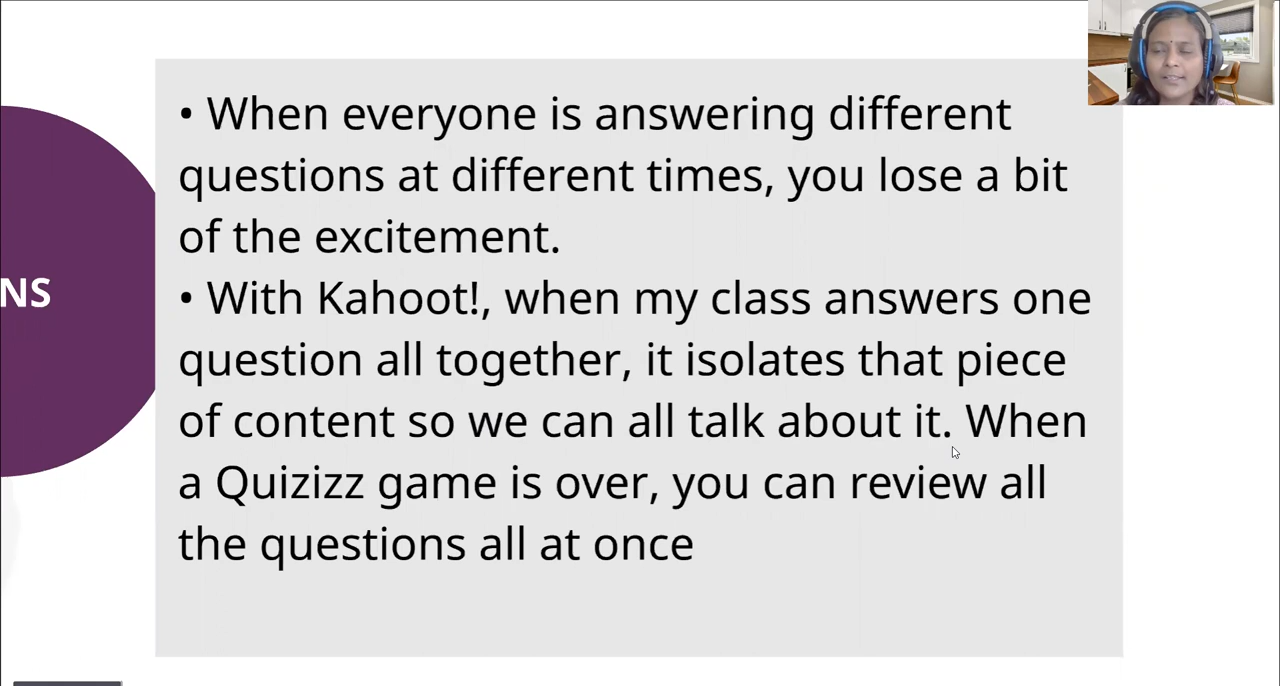 • When everyone is answering different
questions at different times, you lose a bit
of the excitement.
• With Kahoot!, when my class answers one
question all together, it isolates that piece
of content so we can all talk about it. When
a Quizizz game is over, you can review all
the questions all at once
NS